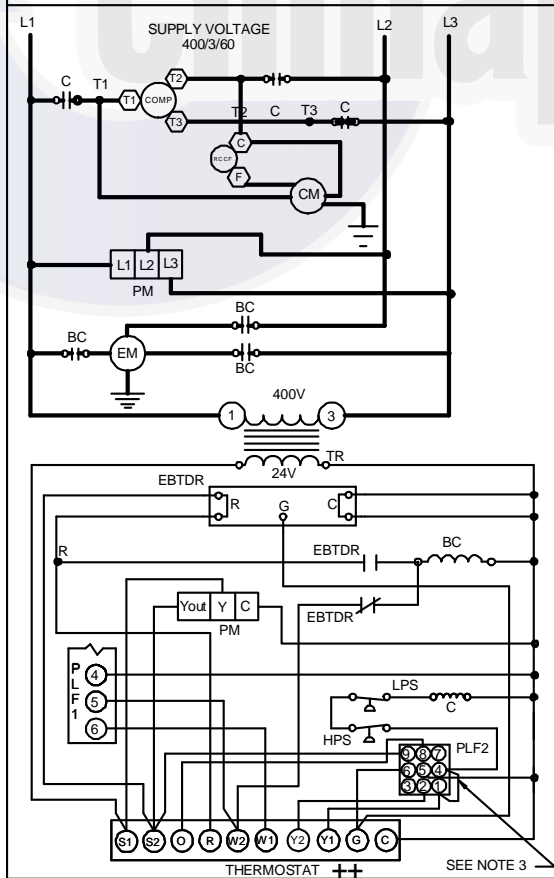 L1
L2
L3
SUPPLY VOLTAGE
400/3/60
C
T1
T1
COMP
T2
T3
T2
C
T3
C
C
RCCF
F
CM
L1 L2 L3
PM
BC
BC
EM
BC
400V
1
3
TR
24V
EBTDR
R
G
C
R
EBTDR
BC
EBTDR
Yout Y C
PM
PLF1
4
5
6
LPS
C
HPS
PLF2
9 8 7
6 5 4
3 2 1
S1 S2 O R W2 W1 Y2 Y1 G C
THERMOSTAT ++
SEE NOTE 3